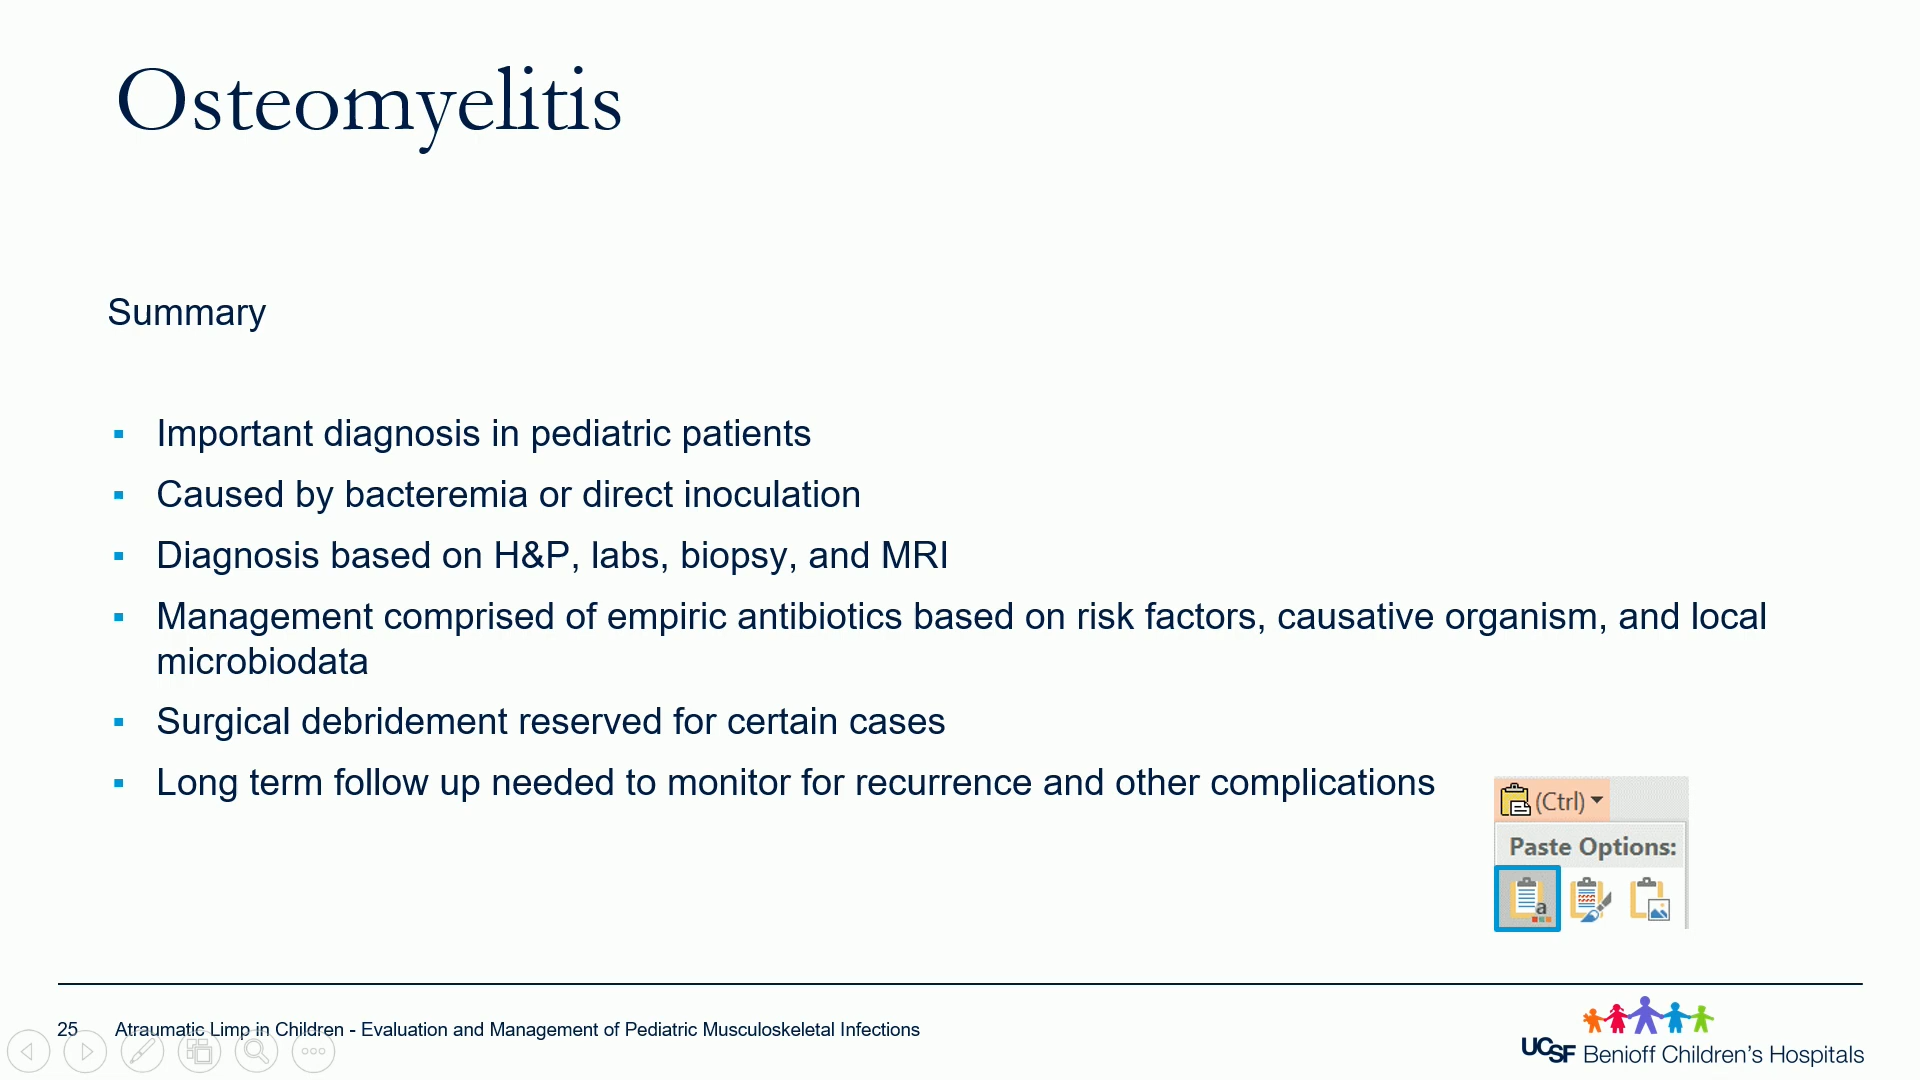 Osteomyelitis
Summary
▪ Important diagnosis in pediatric patients
▪ Caused by bacteremia or direct inoculation
▪ Diagnosis based on H&P, labs, biopsy, and MRI
▪ Management comprised of empiric antibiotics based on risk factors, causative organism, and local
microbiodata
▪ Surgical debridement reserved for certain cases
▪ Long term follow up needed to monitor for recurrence and other complications
(Ctrl)
Paste Options:
a
25 Atraumatic Limp in Children - Evaluation and Management of Pediatric Musculoskeletal Infections
UCSF Benioff Children's Hospitals